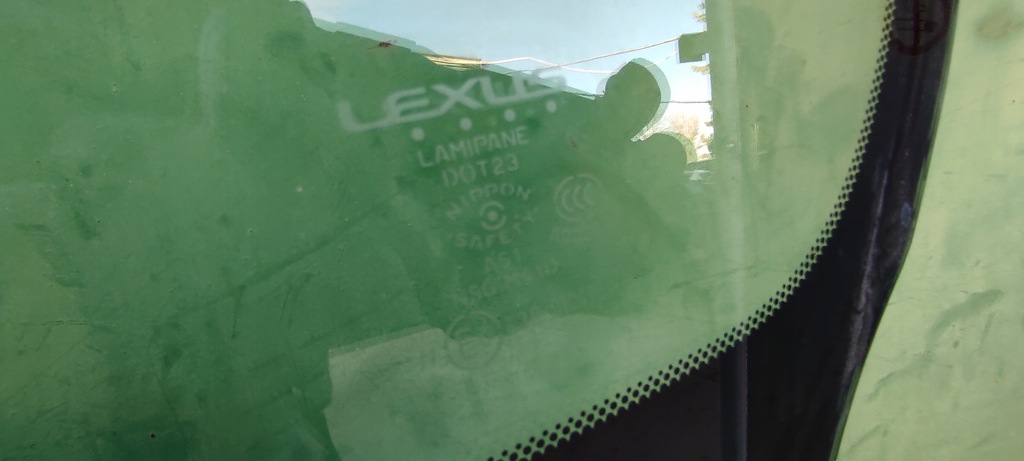 LEXUS
LAMIPANE
DOT23
NIPPON
SAFETY
AS1